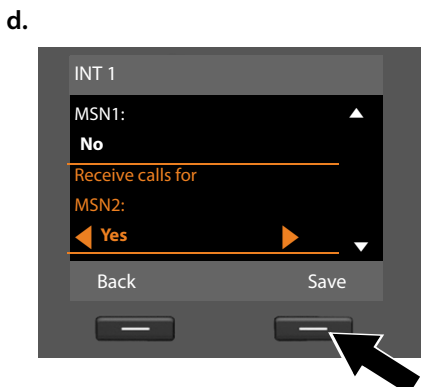 d.
INT 1
MSN1:
No
Receive calls for
MSN2:
Yes
Back Save